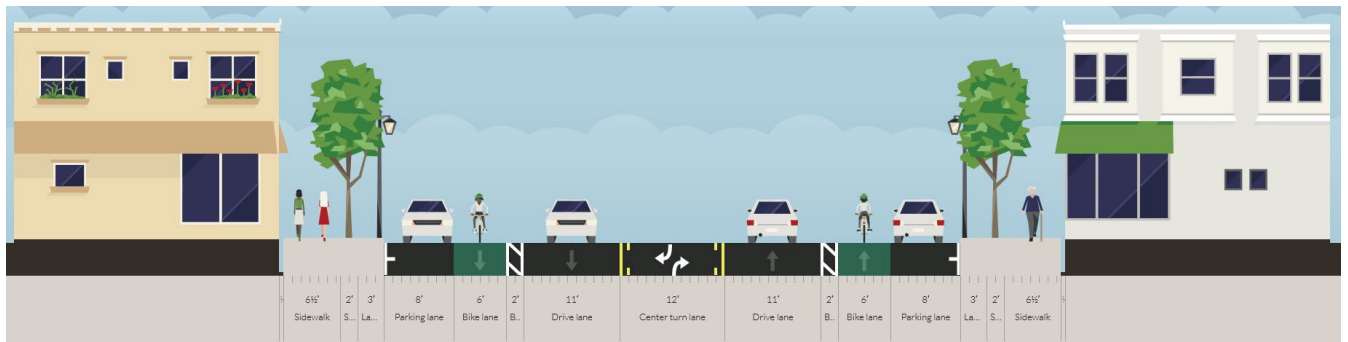 6½' 2' 3' 8' 6' 2' 11' 12' 11' 2' 6' 8' 3' 2' 6½'
Sidewalk S... La... Parking lane Bike lane B.. Drive lane Center turn lane Drive lane B.. Bike lane Parking lane La... S... Sidewalk